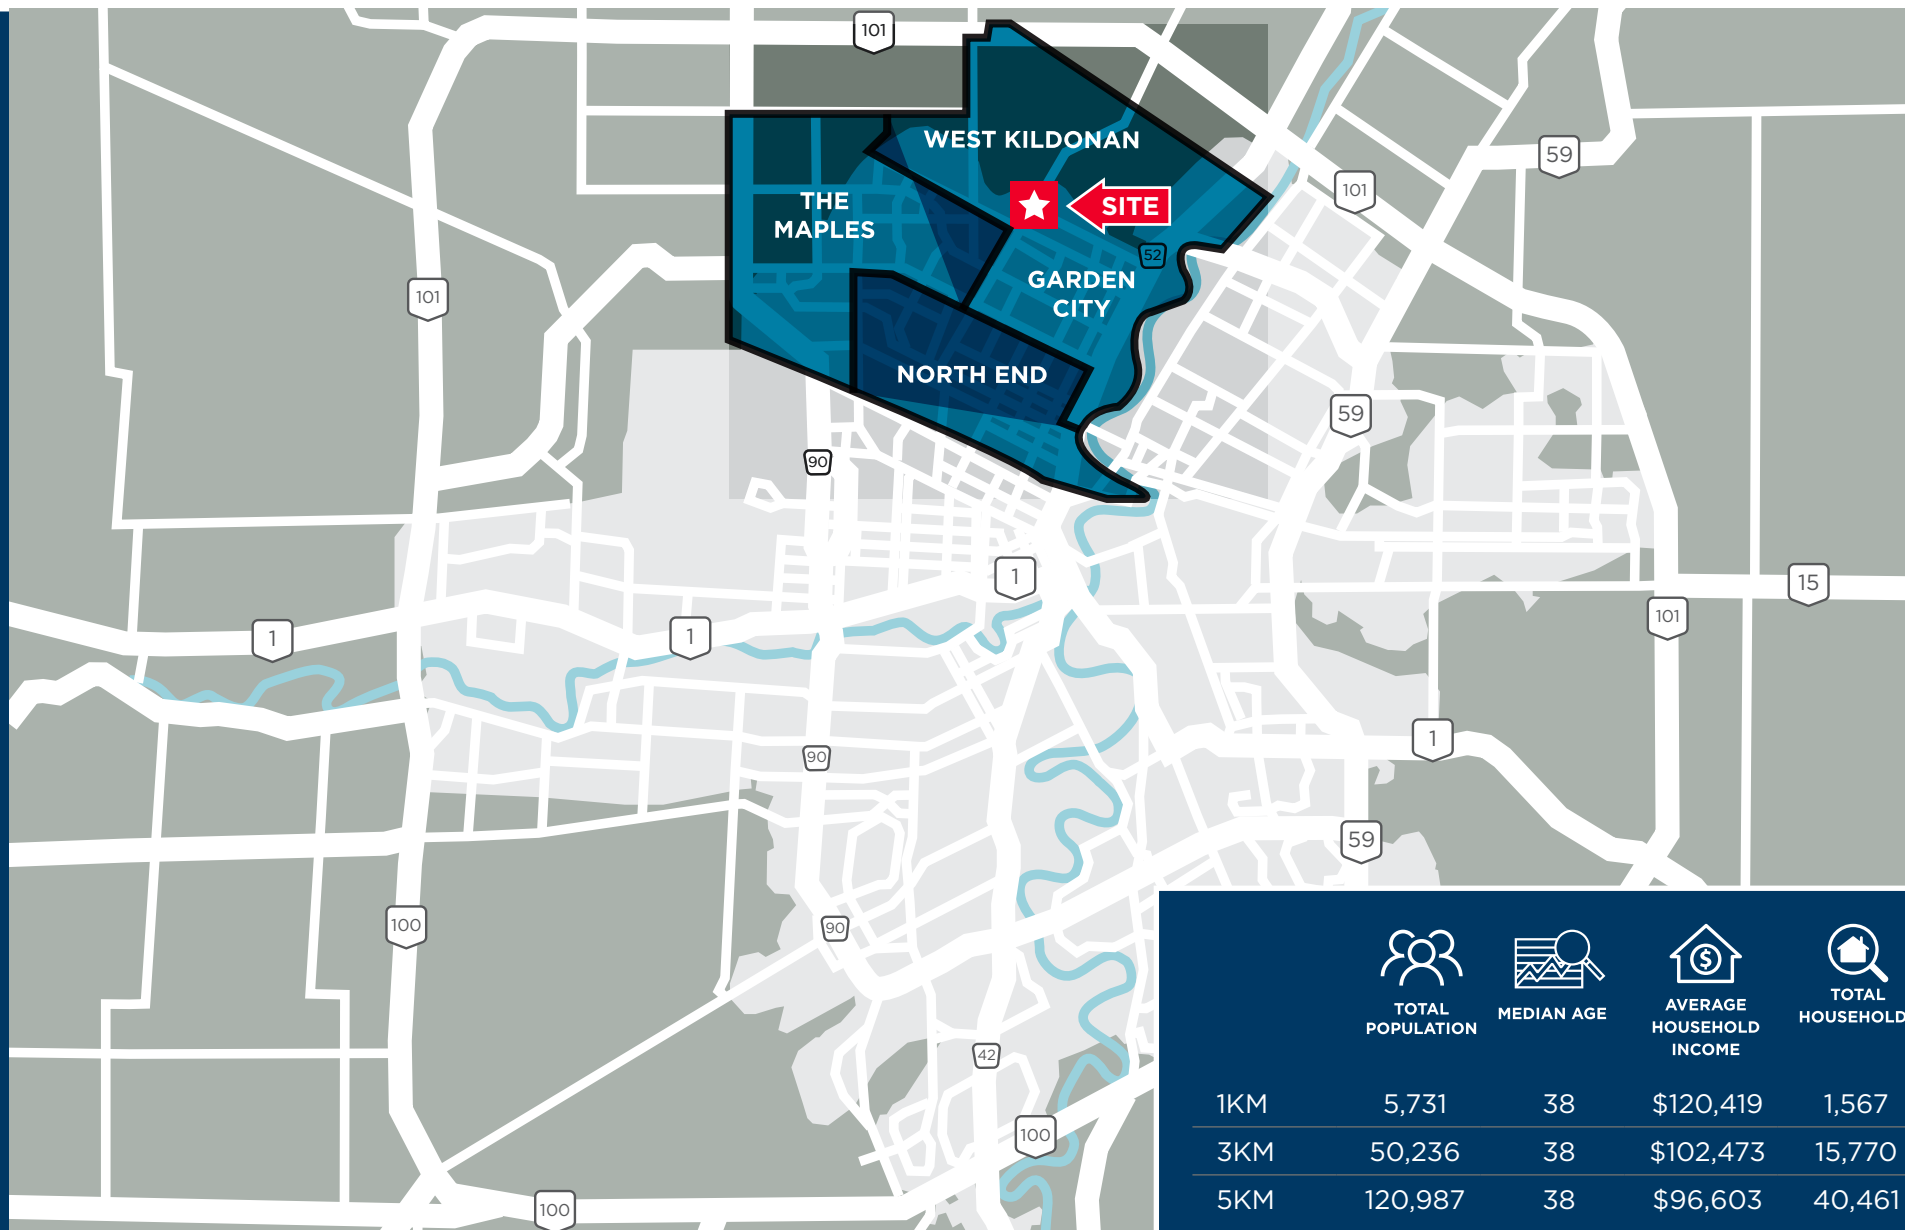 101
WEST KILDONAN
59
101
THE
MAPLES
SITE
52
GARDEN
CITY
101
NORTH END
59
90
1
15
101
1
1
90
1
59
100
90
42
100
100
TOTAL
POPULATION
MEDIAN AGE
AVERAGE
HOUSEHOLD
INCOME
TOTAL
HOUSEHOLD
1KM 5,731 38 $120,419 1,567
3KM 50,236 38 $102,473 15,770
5KM 120,987 38 $96,603 40,461